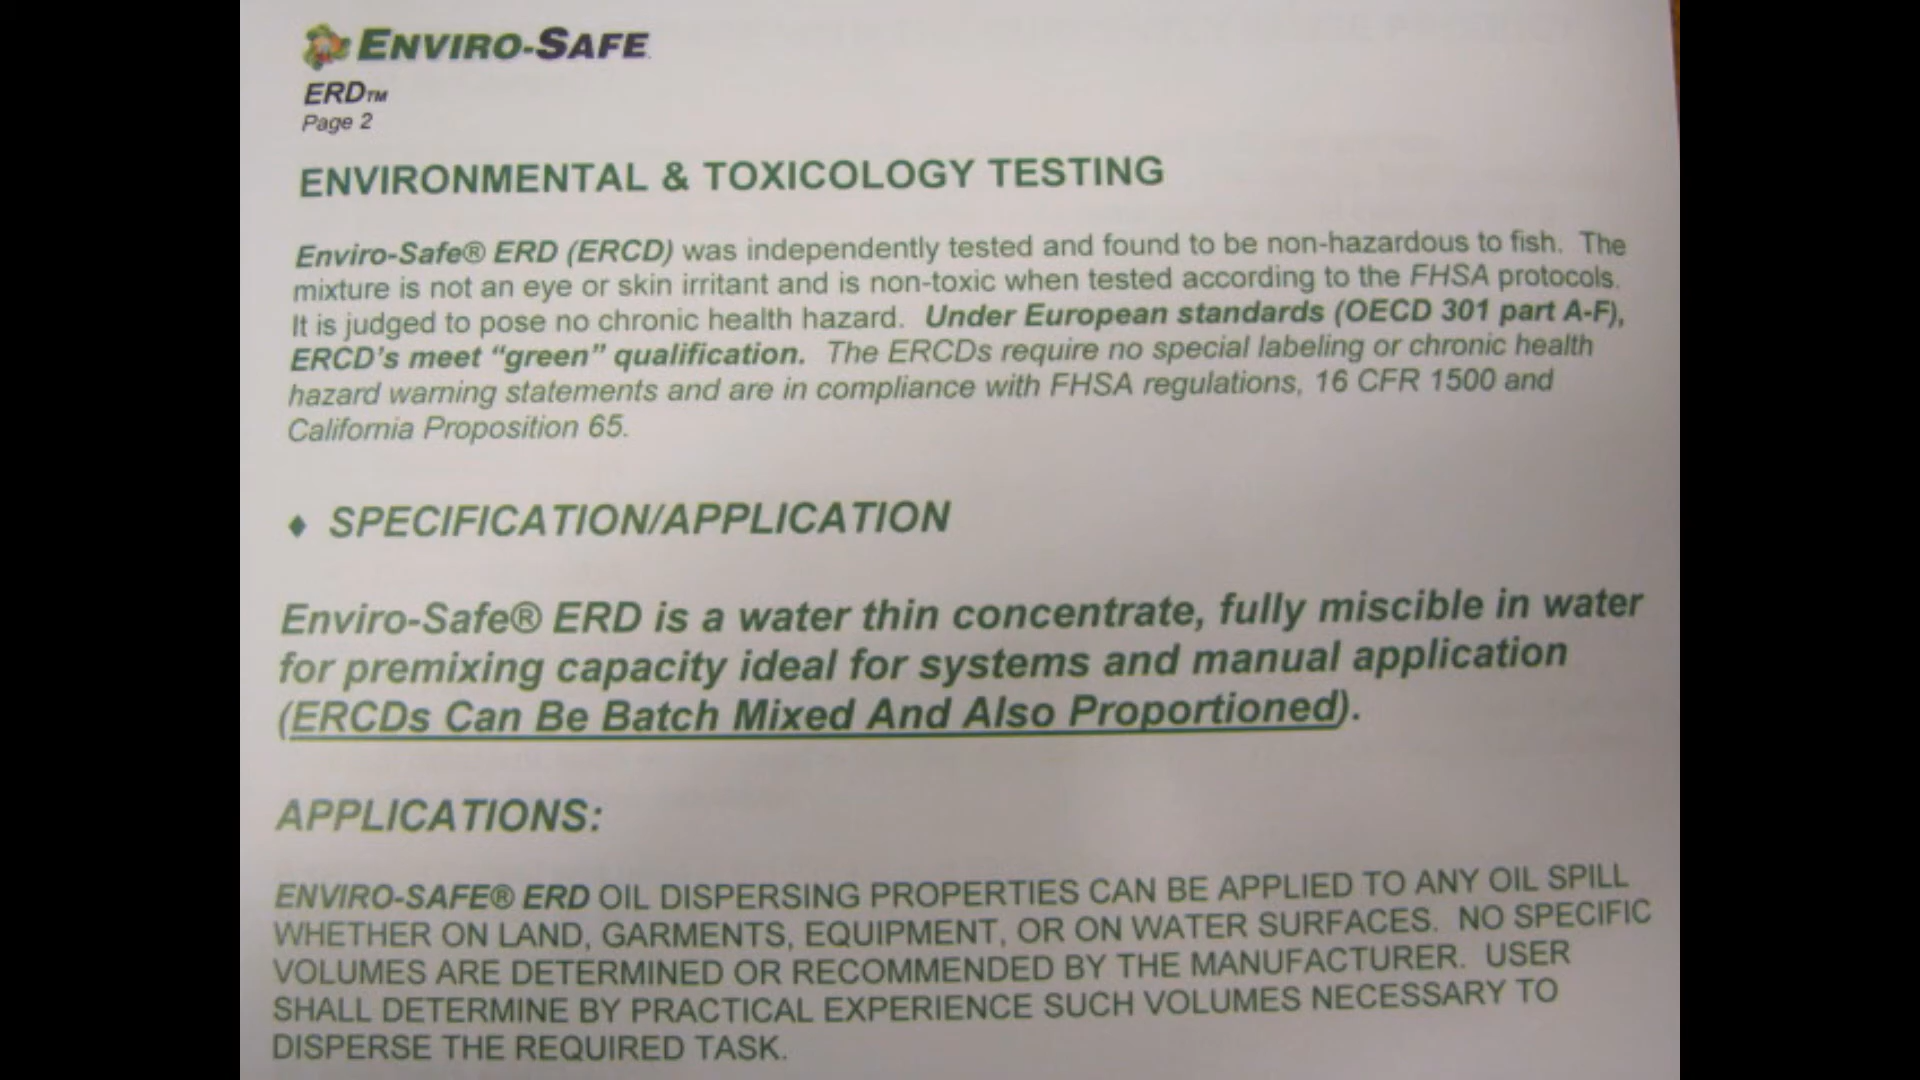 ENVIRO-SAFE
ERD™
Page 2
ENVIRONMENTAL & TOXICOLOGY TESTING
Enviro-Safe® ERD (ERCD) was independently tested and found to be non-hazardous to fish. The
mixture is not an eye or skin irritant and is non-toxic when tested according to the FHSA protocols.
It is judged to pose no chronic health hazard. Under European standards (OECD 301 part A-F),
ERCD's meet "green" qualification. The ERCDs require no special labeling or chronic health
hazard warning statements and are in compliance with FHSA regulations, 16 CFR 1500 and
California Proposition 65.
♦ SPECIFICATION/APPLICATION
Enviro-Safe® ERD is a water thin concentrate, fully miscible in water
for premixing capacity ideal for systems and manual application
(ERCDs Can Be Batch Mixed And Also Proportioned).
APPLICATIONS:
ENVIRO-SAFE® ERD OIL DISPERSING PROPERTIES CAN BE APPLIED TO ANY OIL SPILL
WHETHER ON LAND, GARMENTS, EQUIPMENT, OR ON WATER SURFACES. NO SPECIFIC
VOLUMES ARE DETERMINED OR RECOMMENDED BY THE MANUFACTURER. USER
SHALL DETERMINE BY PRACTICAL EXPERIENCE SUCH VOLUMES NECESSARY TO
DISPERSE THE REQUIRED TASK.